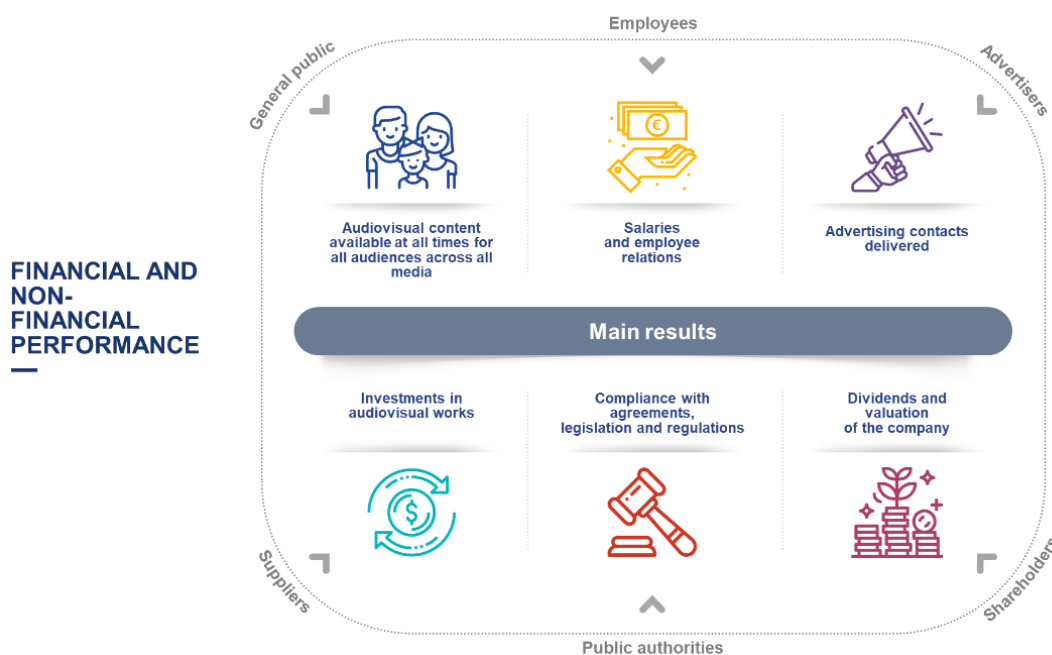 Employees
General public
Advertisers
€
Audiovisual content
available at all times for
all audiences across all
media
Salaries
and employee
relations
Advertising contacts
delivered
FINANCIAL AND
NON-
FINANCIAL
PERFORMANCE
Main results
Investments in
audiovisual works
Compliance with
agreements,
legislation and regulations
Dividends and
valuation
of the company
$
Suppliers
Shareholders
Public authorities